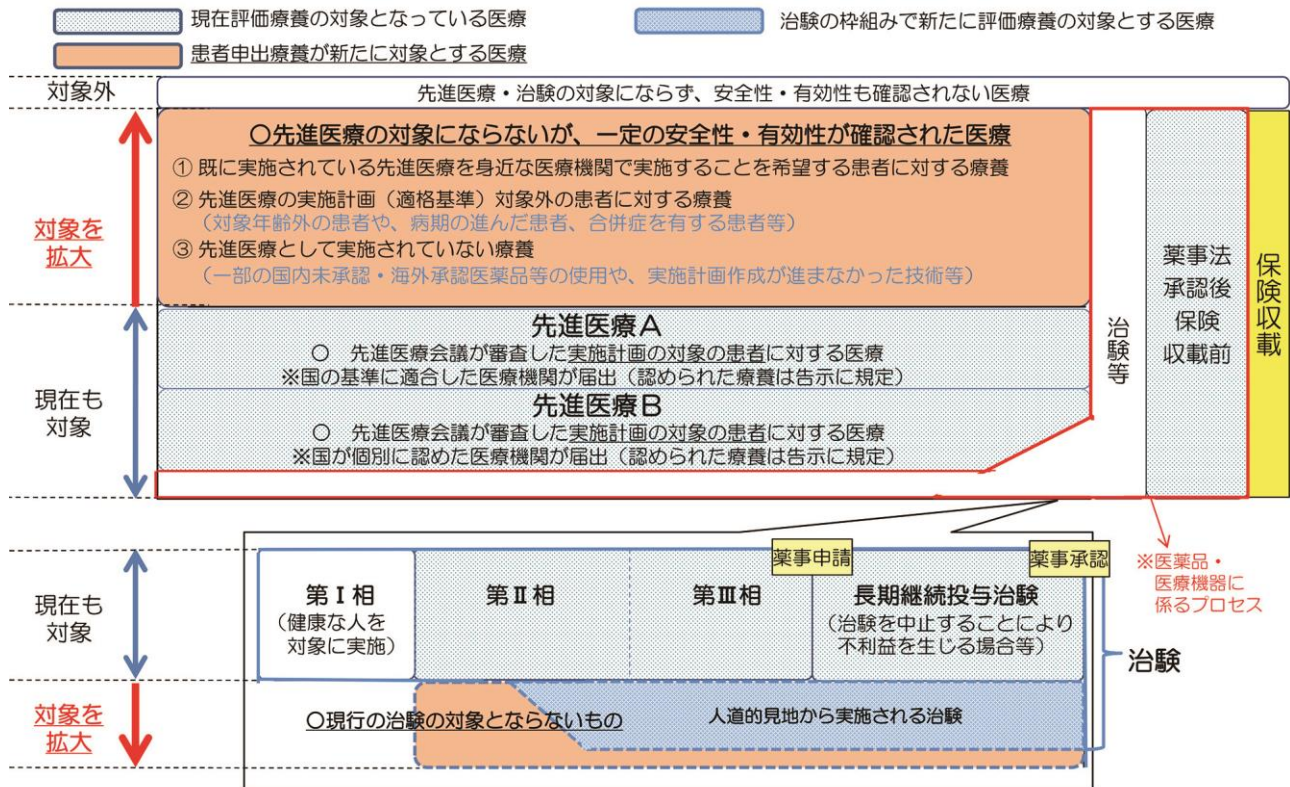 現在評価療養の対象となっている医療
治験の枠組みで新たに評価療養の対象とする医療
患者申出療養が新たに対象とする医療
対象外
先進医療・治験の対象にならず、安全性・有効性も確認されない医療
対象を
拡大
〇先進医療の対象にならないが、一定の安全性・有効性が確認された医療
① 既に実施されている先進医療を身近な医療機関で実施することを希望する患者に対する療養
② 先進医療の実施計画（適格基準）対象外の患者に対する療養
（対象年齢外の患者や、病期の進んだ患者、合併症を有する患者等）
③ 先進医療として実施されていない療養
（一部の国内未承認・海外承認医薬品等の使用や、実施計画作成が進まなかった技術等）
現在も
対象
先進医療A
〇　先進医療会議が審査した実施計画の対象の患者に対する医療
※国の基準に適合した医療機関が届出（認められた療養は告示に規定）
先進医療B
〇　先進医療会議が審査した実施計画の対象の患者に対する医療
※国が個別に認めた医療機関が届出（認められた療養は告示に規定）
治験等
薬事法
承認後
保険
収載前
保険収載
※医薬品・
医療機器に
係るプロセス
現在も
対象
第Ⅰ相
（健康な人を
対象に実施）
第Ⅱ相
第Ⅲ相
薬事申請
長期継続投与治験
（治験を中止することにより
不利益を生じる場合等）
薬事承認
治験
対象を
拡大
〇現行の治験の対象とならないもの
人道的見地から実施される治験